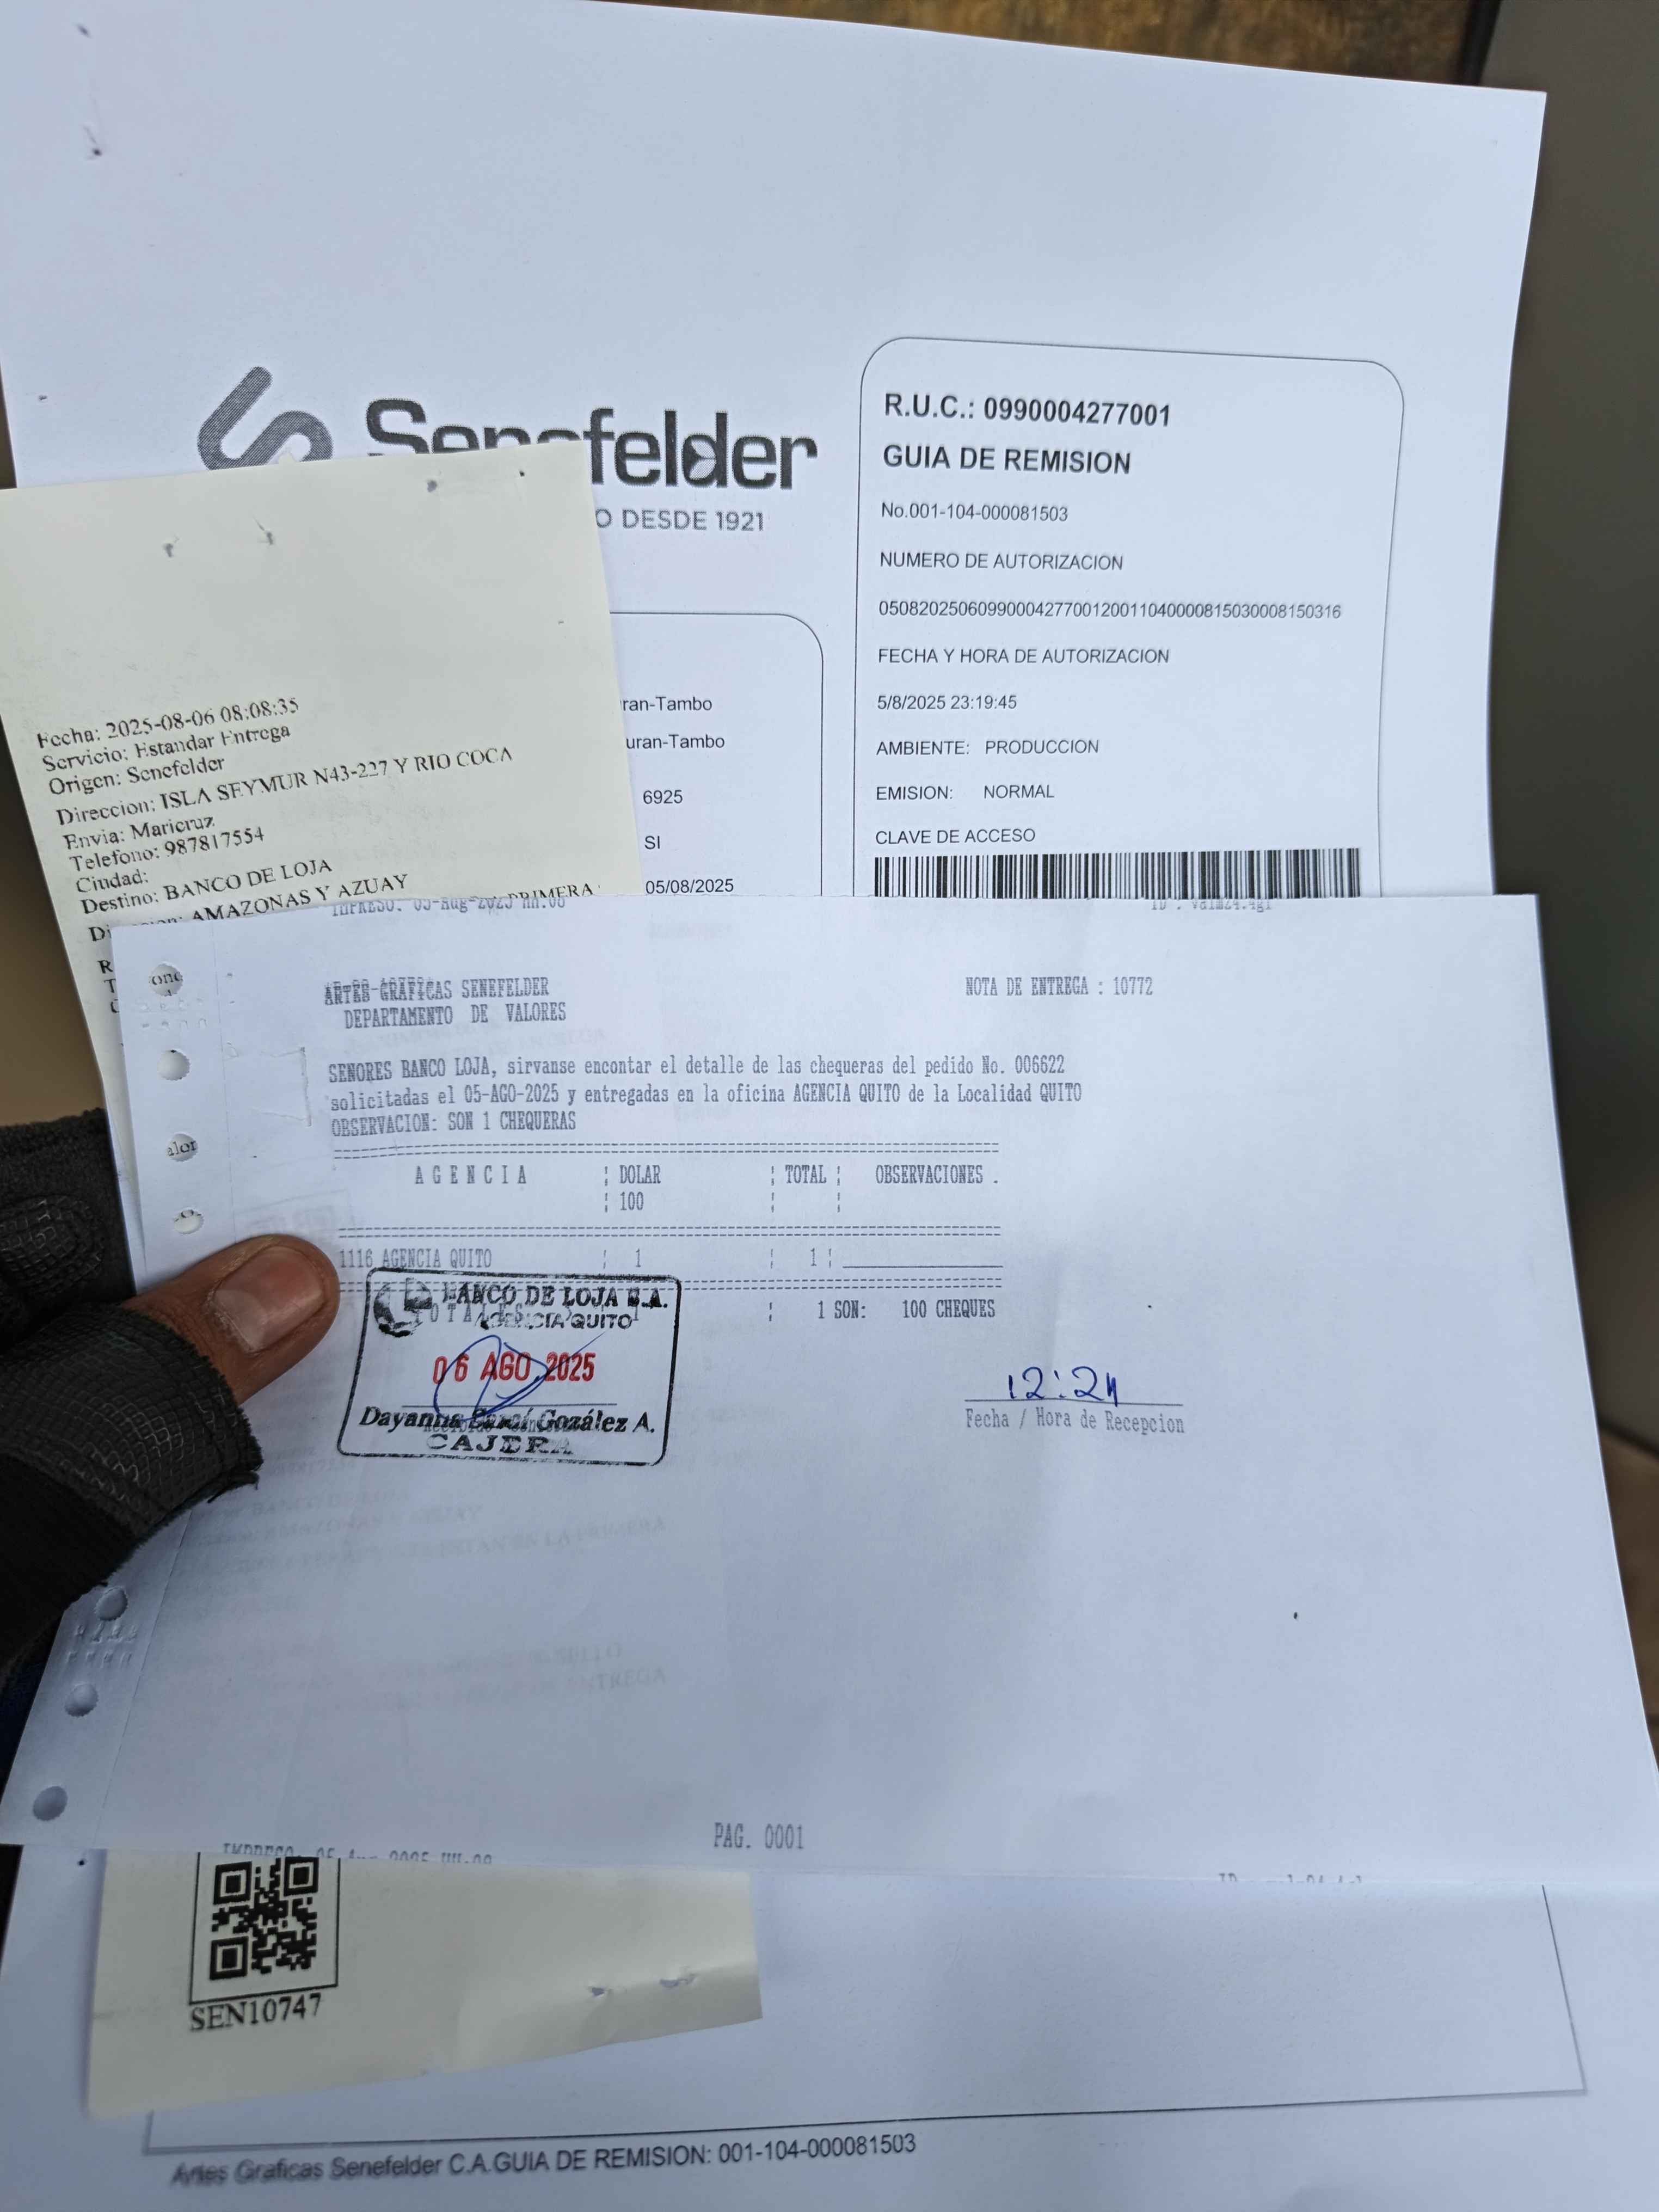 Senefelder
O DESDE 1921
R.U.C.: 0990004277001
GUIA DE REMISION
No.001-104-000081503
NUMERO DE AUTORIZACION
0508202506099000427700120011040000815030008150316
FECHA Y HORA DE AUTORIZACION
5/8/2025 23:19:45
AMBIENTE: PRODUCCION
EMISION: NORMAL
CLAVE DE ACCESO
ran-Tambo
uran-Tambo
6925
SI
05/08/2025
Fecha: 2025-08-06 08:08:35
Servicio: Estandar Entrega
Origen: Senefelder
Direccion: ISLA SEYMUR N43-227 Y RIO COCA
Envia: Maricruz
Telefono: 987817554
Ciudad:
Destino: BANCO DE LOJA
AMAZONAS Y AZUAY
PRIMERA
ARTES GRAFICAS SENEFELDER
DEPARTAMENTO DE VALORES
NOTA DE ENTREGA : 10772
SENORES BANCO LOJA, sirvanse encontar el detalle de las chequeras del pedido No. 006622
solicitadas el 05-AGO-2025 y entregadas en la oficina AGENCIA QUITO de la Localidad QUITO
OBSERVACION: SON 1 CHEQUERAS
A G E N C I A ¦ DOLAR ¦ TOTAL ¦ OBSERVACIONES .
¦ 100 ¦ ¦
1116 AGENCIA QUITO ¦ 1 ¦ 1 ¦
¦ 1 SON: 100 CHEQUES
BANCO DE LOJA S.A.
AGENCIA QUITO
06 AGO 2025
Dayanna Gozález A.
CAJERA
12:24
Fecha / Hora de Recepcion
PAG. 0001
SEN10747
Artes Graficas Senefelder C.A.GUIA DE REMISION: 001-104-000081503